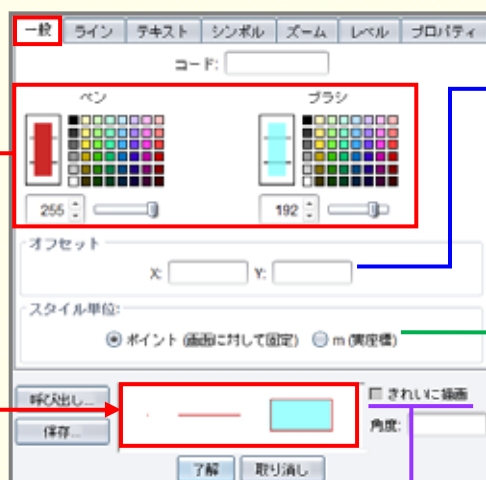 一般 ライン テキスト シンボル ズーム レベル プロパティ
コード:
ペン ブラシ
255 192
オフセット
X: Y:
スタイル単位:
ポイント (画面に対して固定) m (実座標)
呼び出し... きれいに描画
保存... 角度:
了解 取り消し